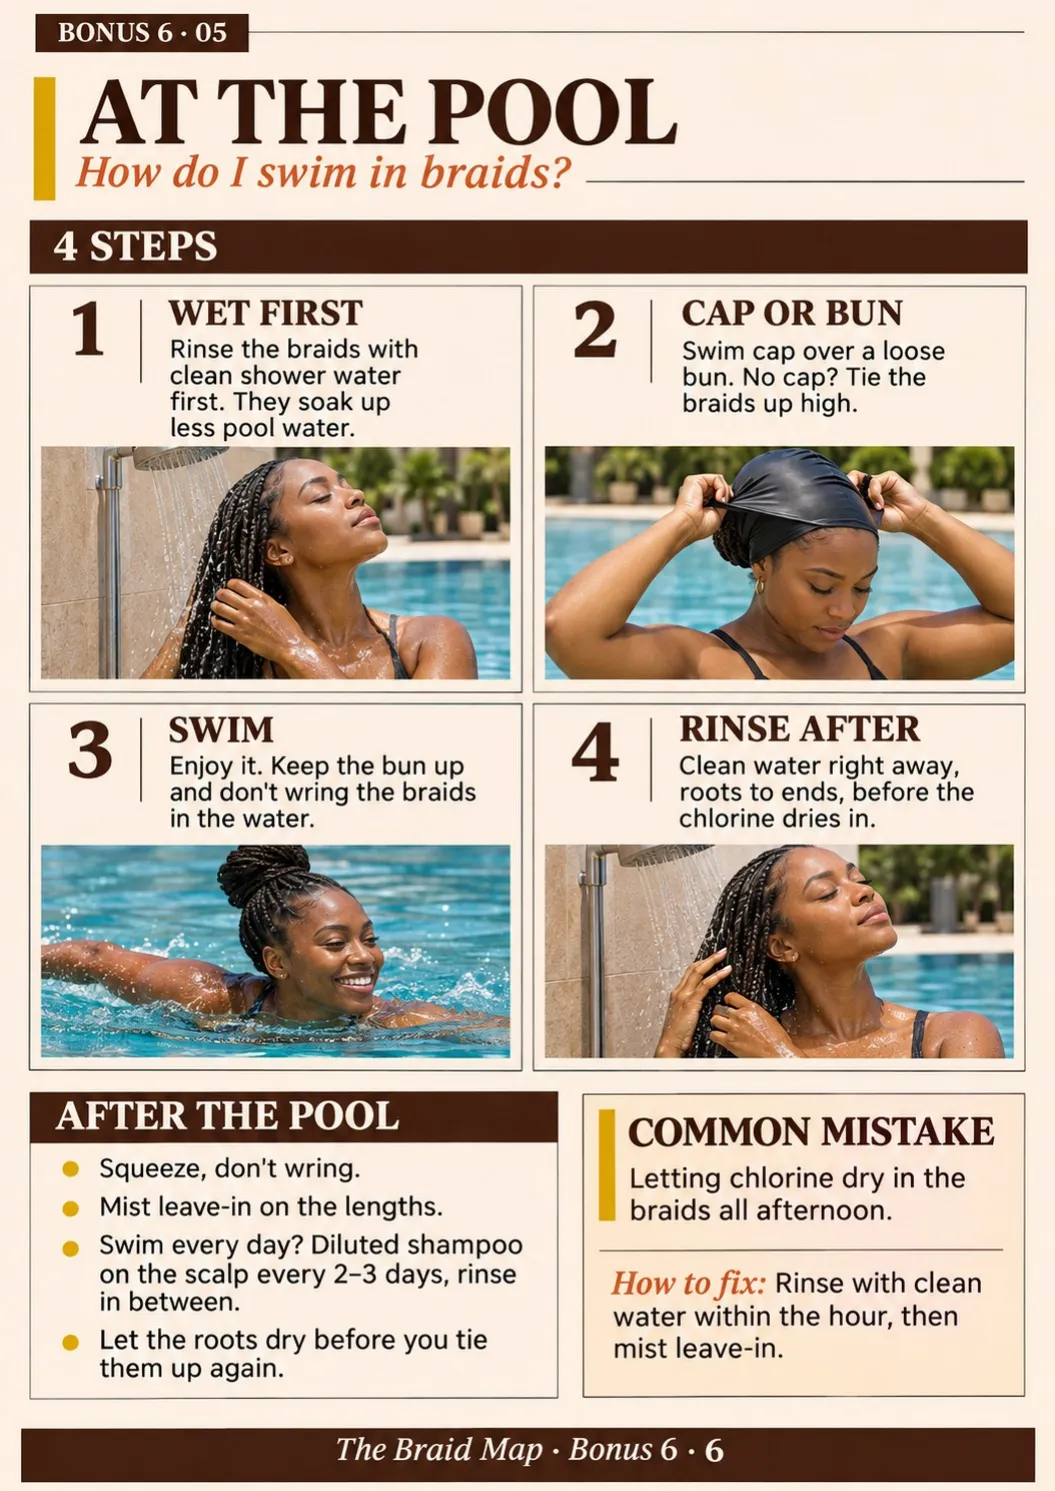 BONUS 6 · 05
AT THE POOL
How do I swim in braids?
4 STEPS
1
WET FIRST
Rinse the braids with
clean shower water
first. They soak up
less pool water.
2
CAP OR BUN
Swim cap over a loose
bun. No cap? Tie the
braids up high.
3
SWIM
Enjoy it. Keep the bun up
and don't wring the braids
in the water.
4
RINSE AFTER
Clean water right away,
roots to ends, before the
chlorine dries in.
AFTER THE POOL
Squeeze, don't wring.
Mist leave-in on the lengths.
Swim every day? Diluted shampoo
on the scalp every 2–3 days, rinse
in between.
Let the roots dry before you tie
them up again.
COMMON MISTAKE
Letting chlorine dry in the
braids all afternoon.
How to fix: Rinse with clean
water within the hour, then
mist leave-in.
The Braid Map · Bonus 6 · 6